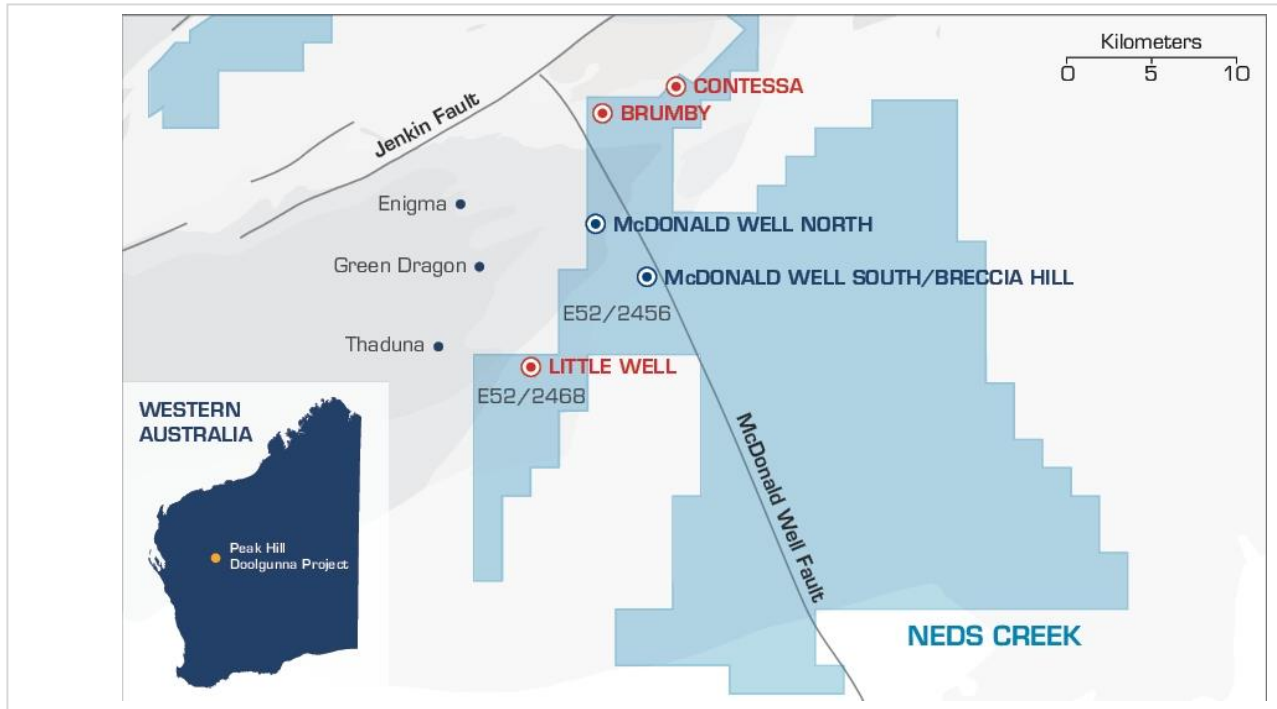 Kilometers
0 5 10
CONTESSA
BRUMBY
Jenkin Fault
Enigma
McDONALD WELL NORTH
Green Dragon
McDONALD WELL SOUTH/BRECCIA HILL
E52/2456
Thaduna
LITTLE WELL
E52/2468
WESTERN
AUSTRALIA
McDonald Well Fault
Peak Hill
Doolgunna Project
NEDS CREEK